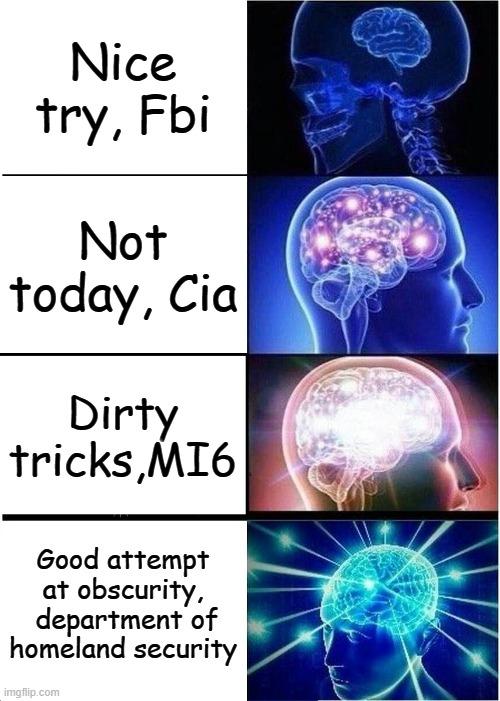 Nice
try, Fbi
Not
today, Cia
Dirty
tricks,MI6
Good attempt
at obscurity,
department of
homeland security
imgflip.com